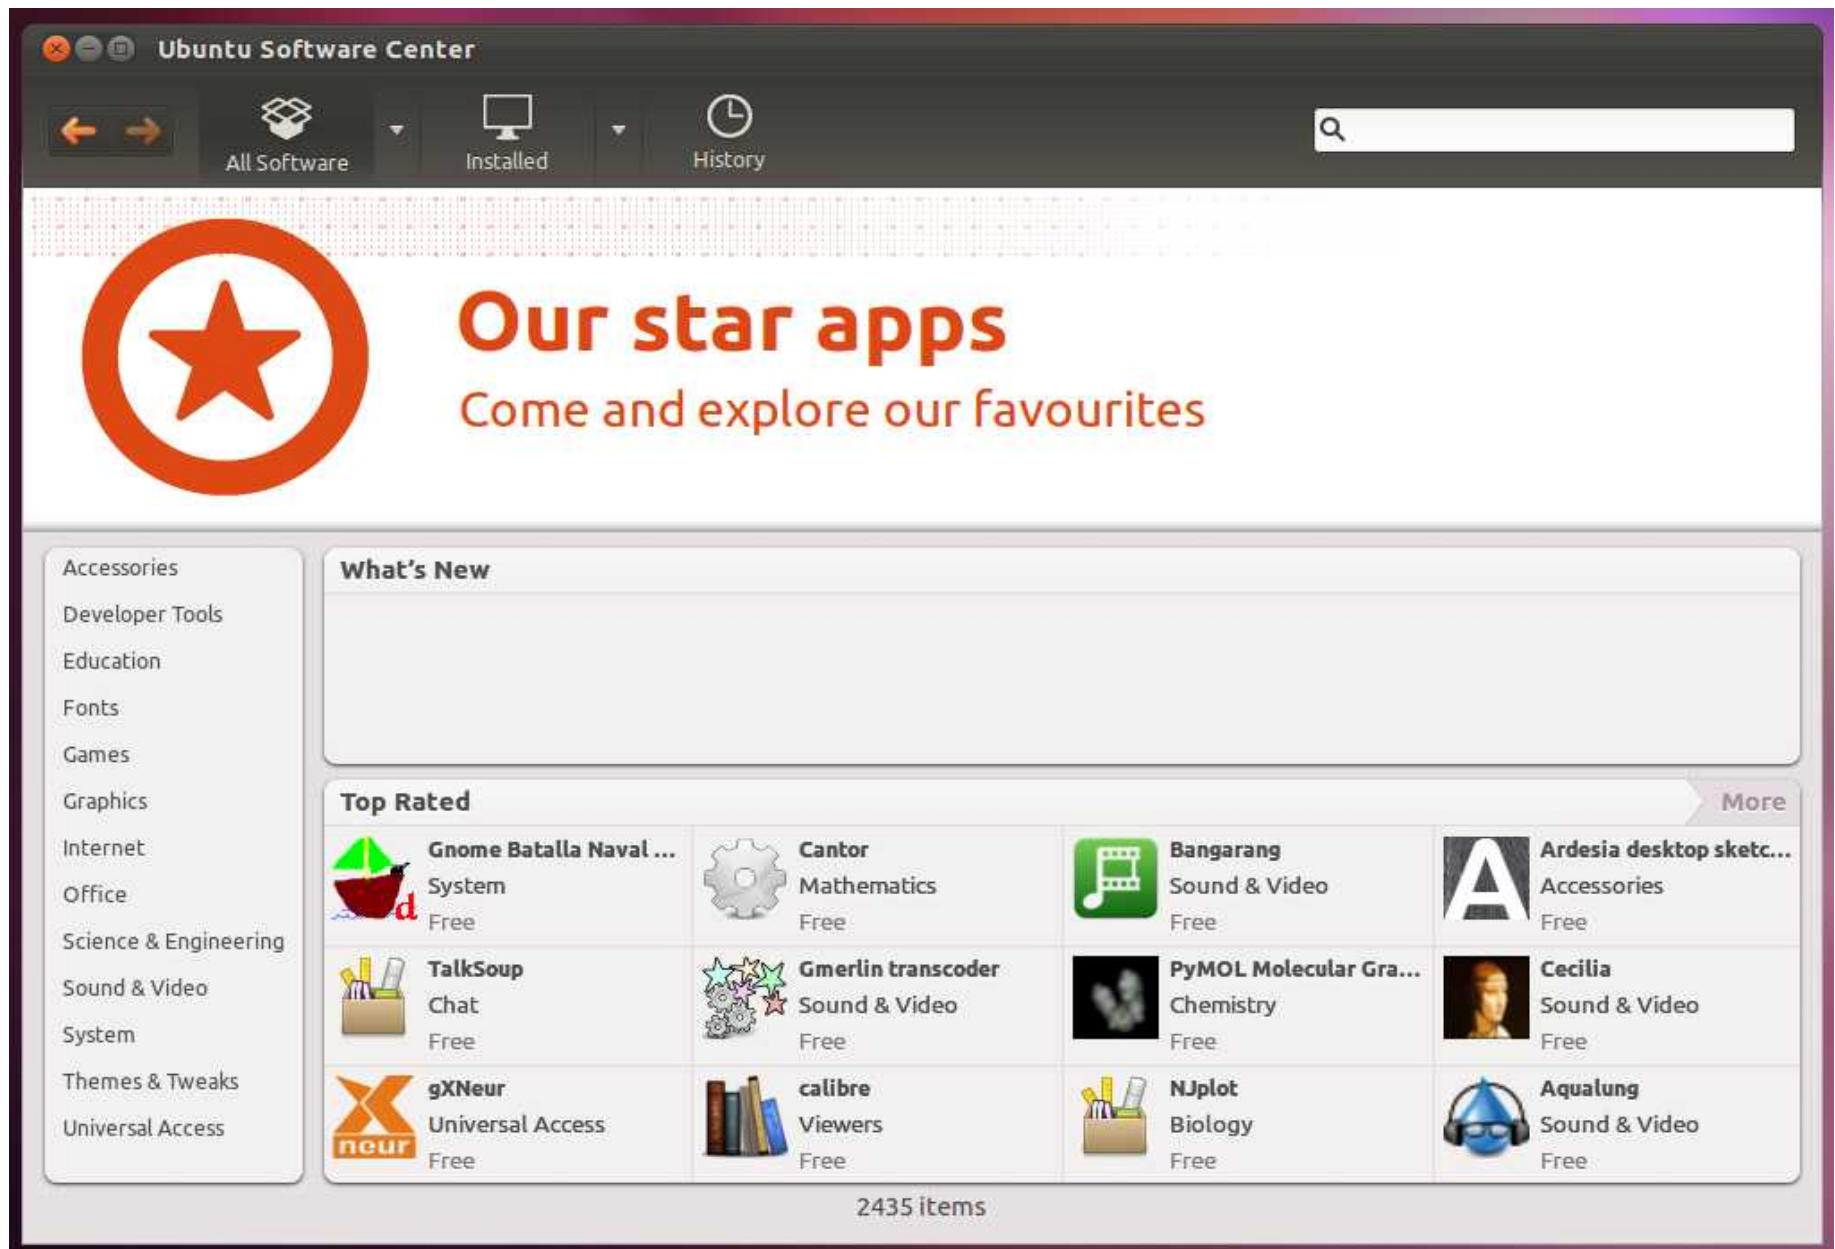 Ubuntu Software Center
All Software
Installed
History
Our star apps
Come and explore our favourites
Accessories
Developer Tools
Education
Fonts
Games
Graphics
Internet
Office
Science & Engineering
Sound & Video
System
Themes & Tweaks
Universal Access
What's New
Top Rated
More
Gnome Batalla Naval ...
System
Free
Cantor
Mathematics
Free
Bangarang
Sound & Video
Free
A
Ardesia desktop sketc...
Accessories
Free
d
TalkSoup
Chat
Free
Gmerlin transcoder
Sound & Video
Free
PyMOL Molecular Gra...
Chemistry
Free
Cecilia
Sound & Video
Free
X
neur
gXNeur
Universal Access
Free
calibre
Viewers
Free
NJplot
Biology
Free
Aqualung
Sound & Video
Free
2435 items